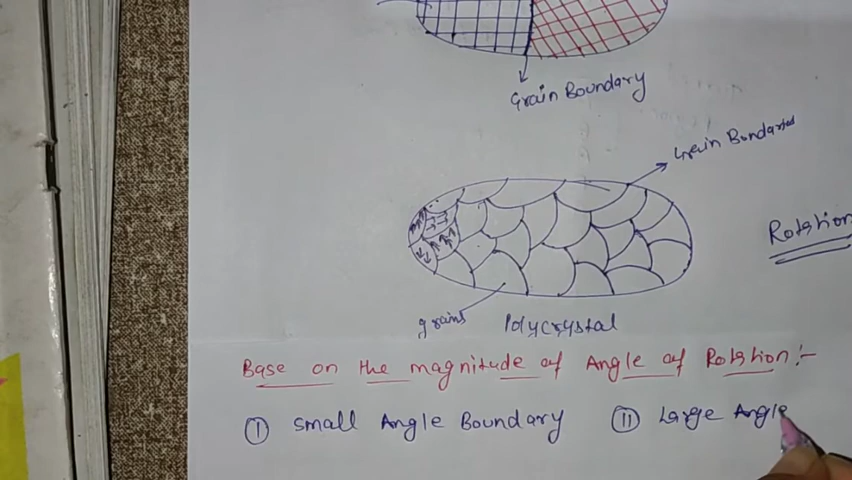 Grain Boundary
Grain Bondaries
Rotation
grains
Polycrystal
Base on the magnitude of Angle of Rotation :-
(I) Small Angle Boundary (II) Large Angle